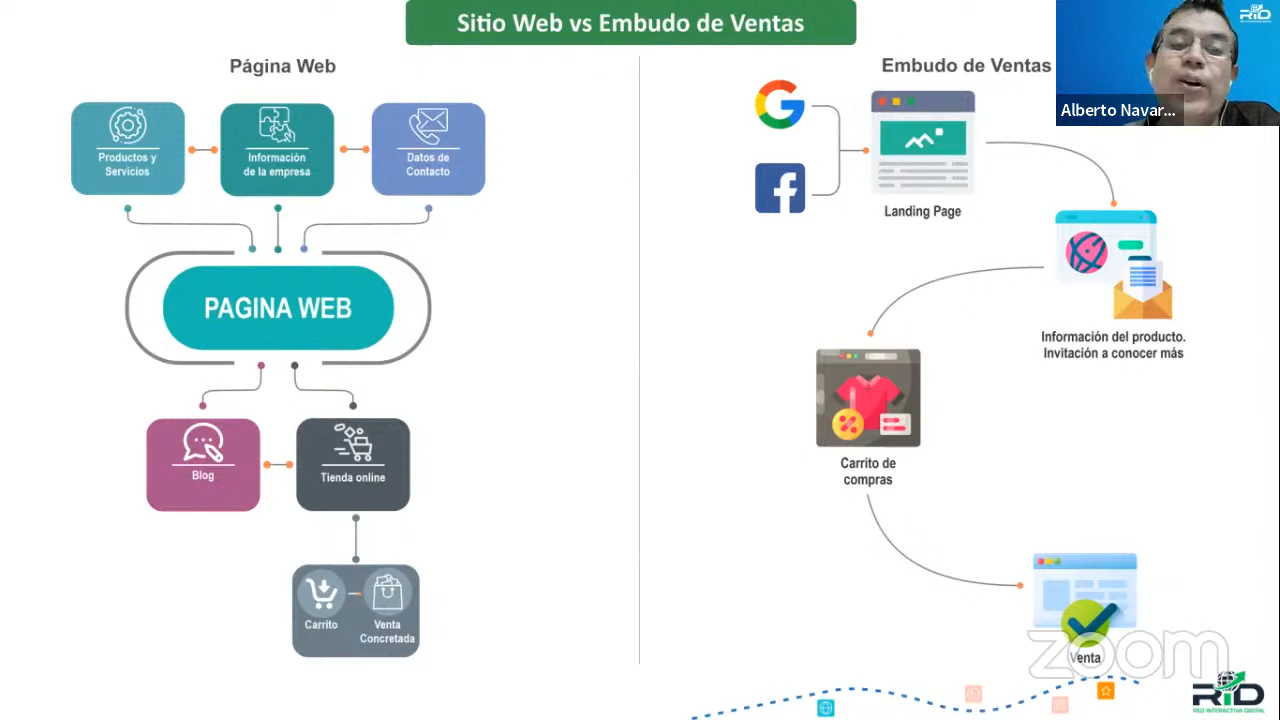 Sitio Web vs Embudo de Ventas
Página Web
Productos y
Servicios
Información
de la empresa
Datos de
Contacto
PAGINA WEB
Blog
Tienda online
Carrito
Venta
Concretada
Embudo de Ventas
Landing Page
Información del producto.
Invitación a conocer más
Carrito de
compras
Venta
zoom
RiD
RED INTERACTIVA DIGITAL
Alberto Navar...
RiD